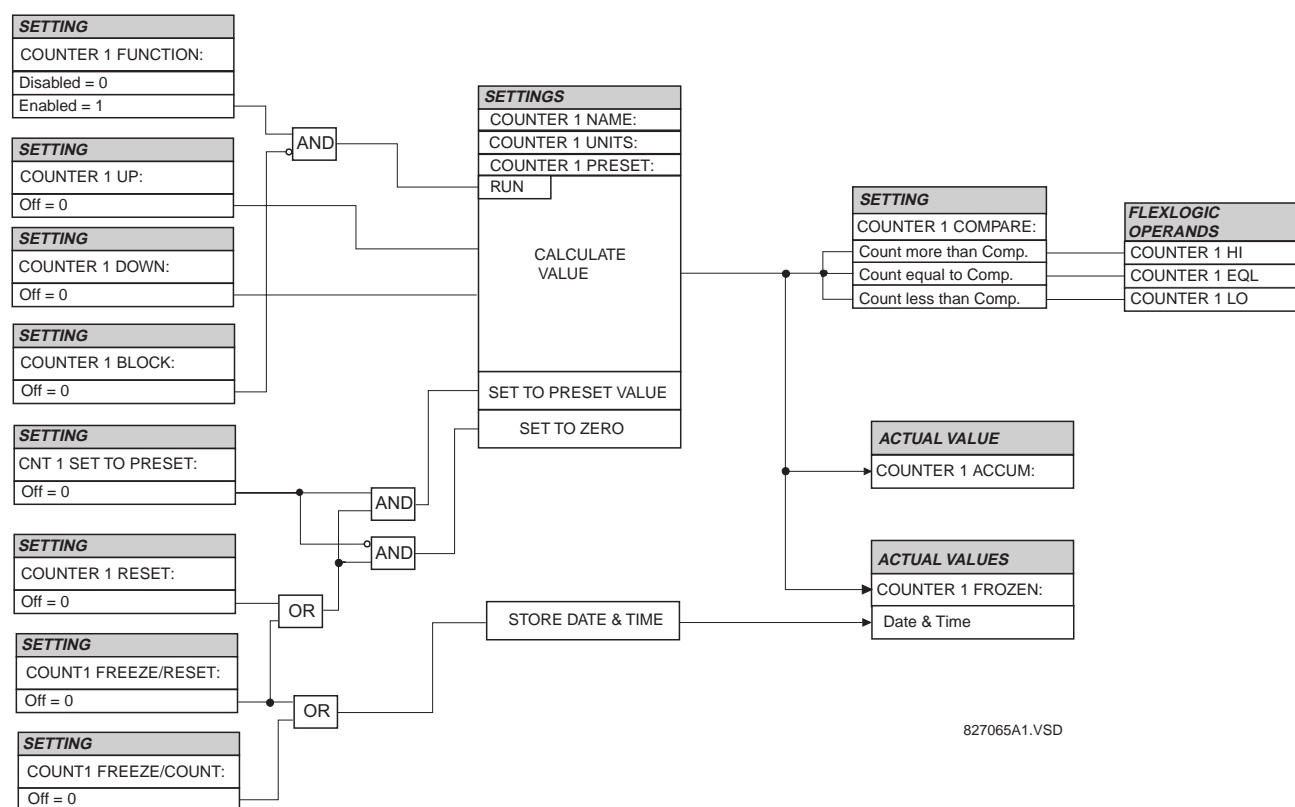 SETTING
COUNTER 1 FUNCTION:
Disabled = 0
Enabled = 1
SETTING
COUNTER 1 UP:
Off = 0
SETTING
COUNTER 1 DOWN:
Off = 0
SETTING
COUNTER 1 BLOCK:
Off = 0
SETTING
CNT 1 SET TO PRESET:
Off = 0
SETTING
COUNTER 1 RESET:
Off = 0
SETTING
COUNT1 FREEZE/RESET:
Off = 0
SETTING
COUNT1 FREEZE/COUNT:
Off = 0
AND
AND
AND
OR
OR
SETTINGS
COUNTER 1 NAME:
COUNTER 1 UNITS:
COUNTER 1 PRESET:
RUN
CALCULATE
VALUE
SET TO PRESET VALUE
SET TO ZERO
STORE DATE & TIME
SETTING
COUNTER 1 COMPARE:
Count more than Comp.
Count equal to Comp.
Count less than Comp.
FLEXLOGIC
OPERANDS
COUNTER 1 HI
COUNTER 1 EQL
COUNTER 1 LO
ACTUAL VALUE
COUNTER 1 ACCUM:
ACTUAL VALUES
COUNTER 1 FROZEN:
Date & Time
827065A1.VSD